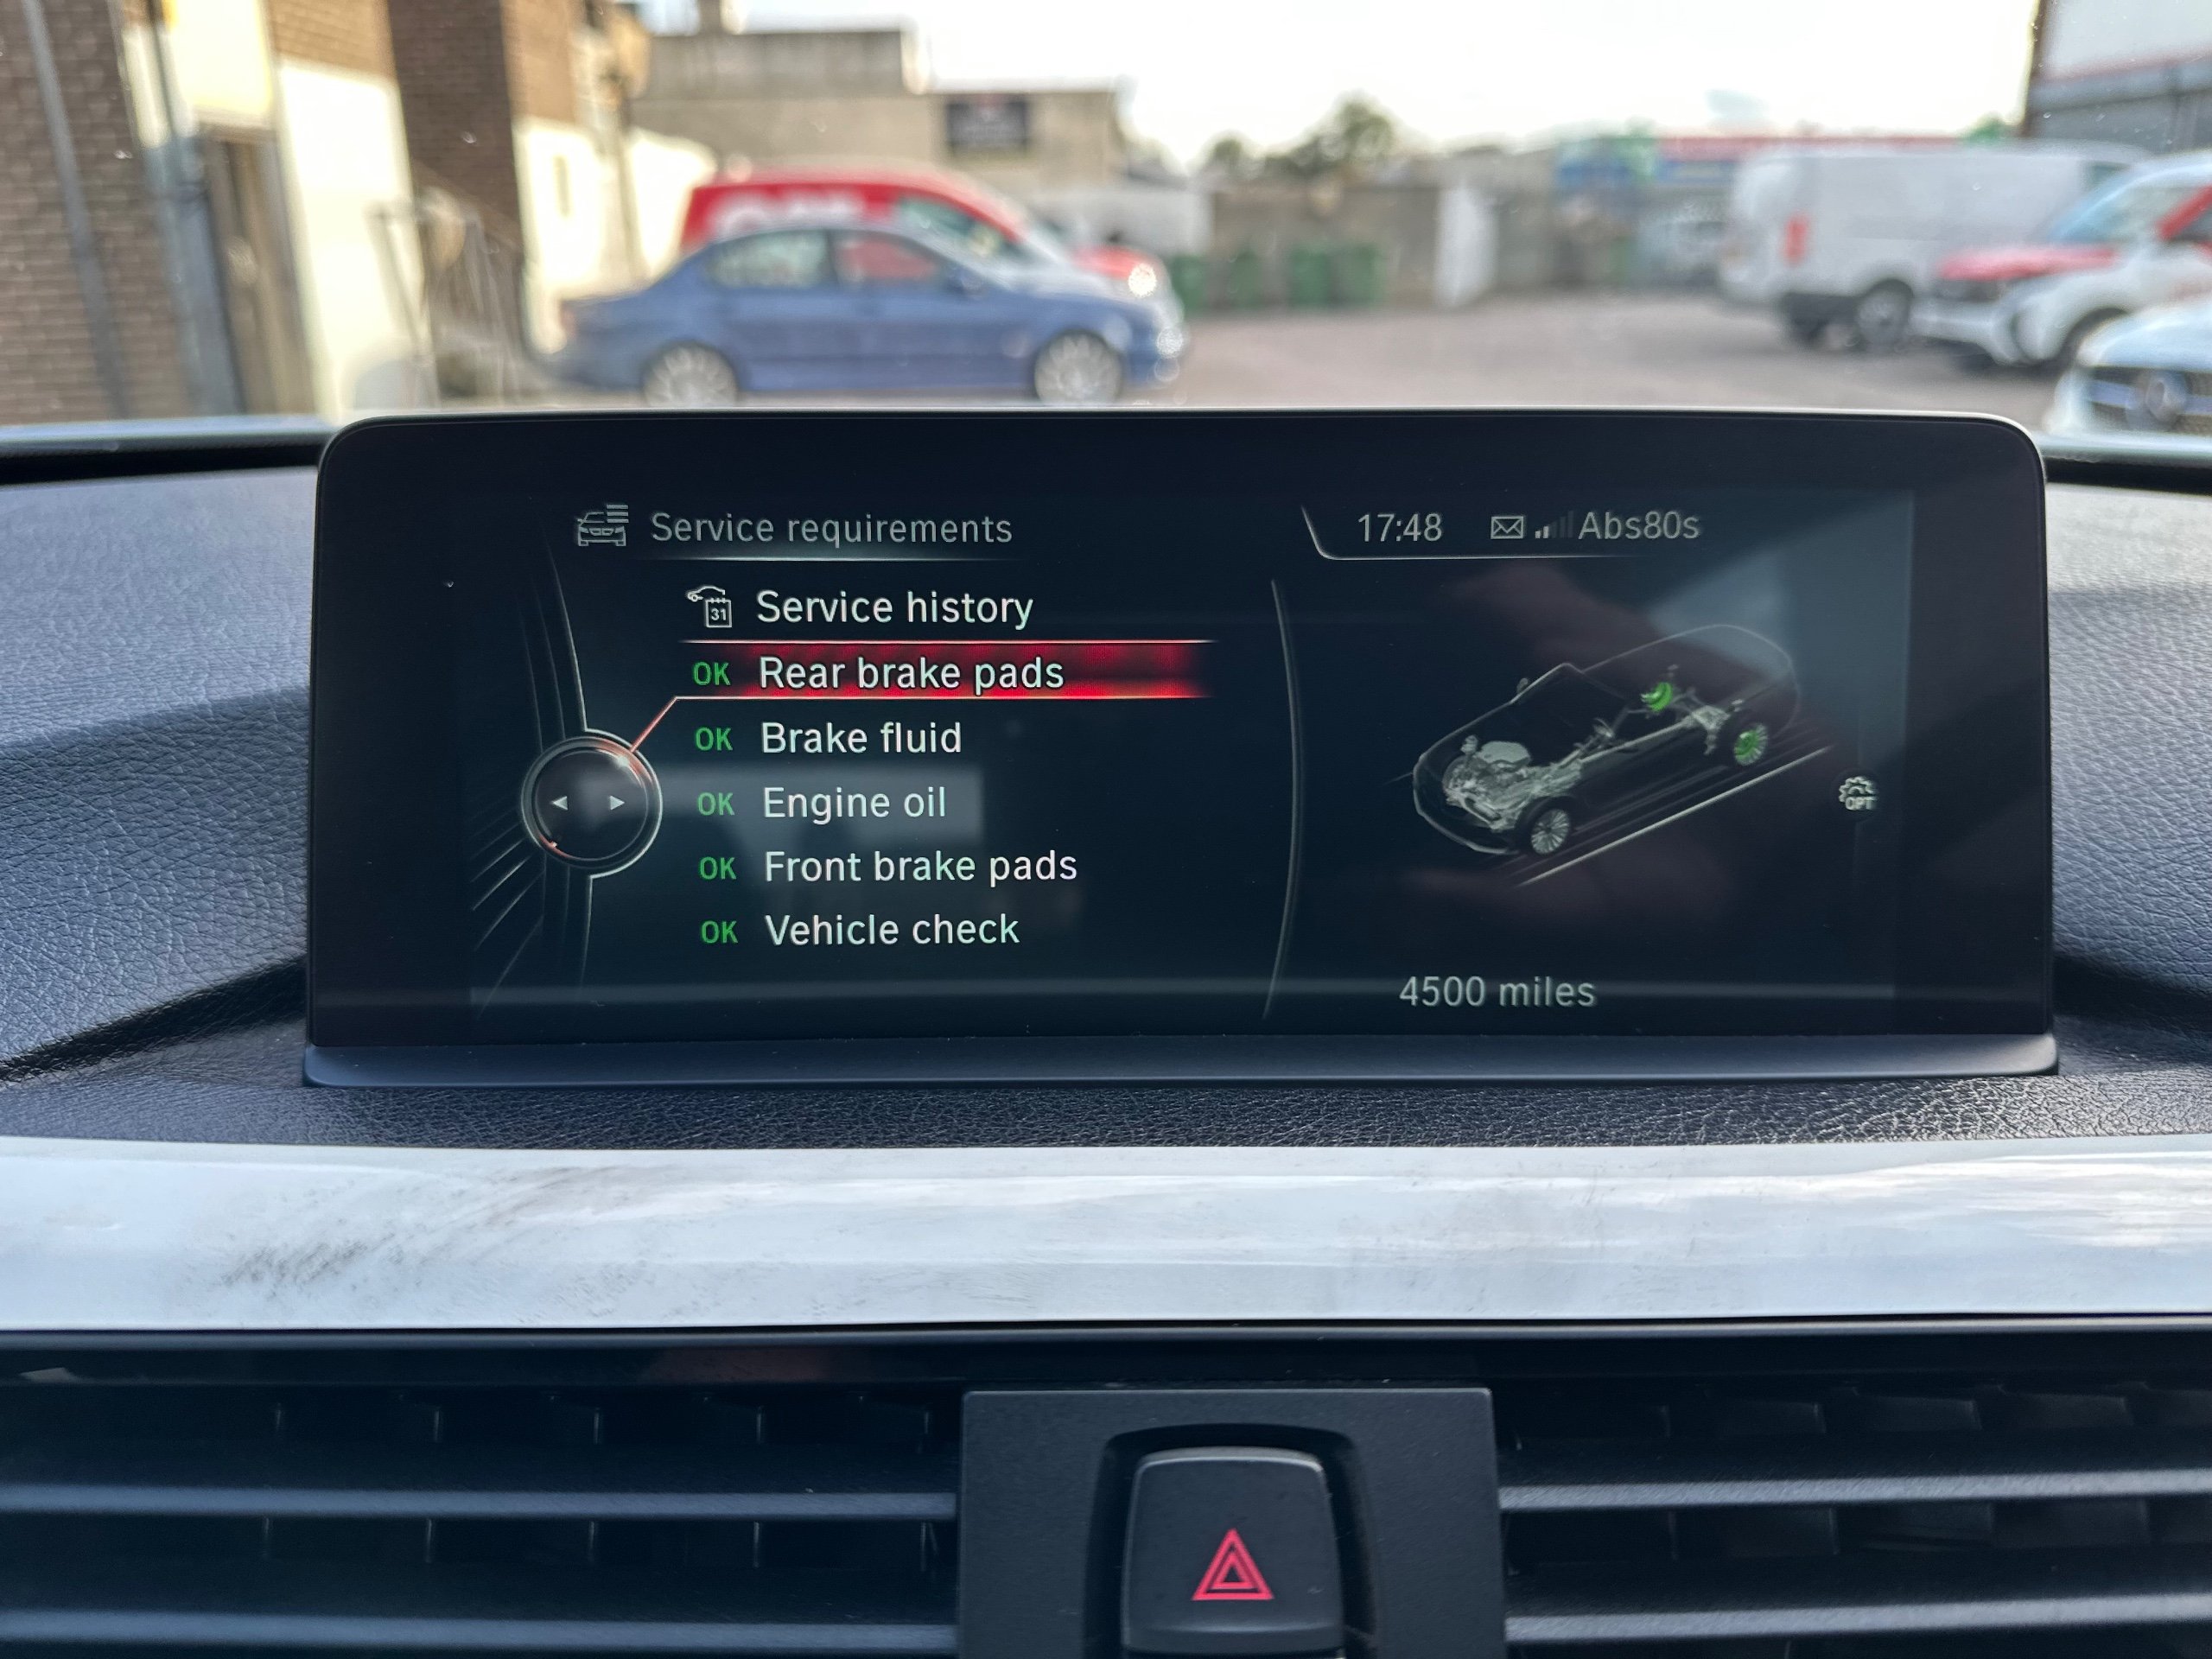 Service requirements
17:48 Abs80s
31 Service history
OK Rear brake pads
OK Brake fluid
OK Engine oil
OK Front brake pads
OK Vehicle check
OPT
4500 miles